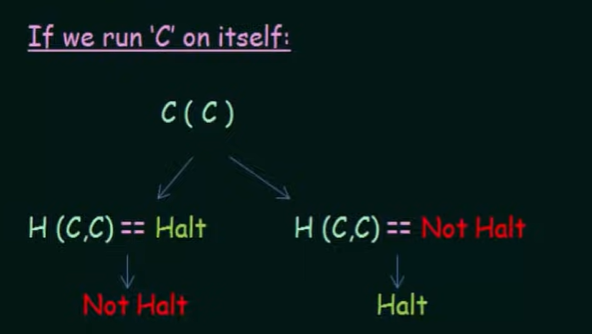 If we run 'C' on itself:
C ( C )
H (C,C) == Halt
H (C,C) == Not Halt
Not Halt
Halt